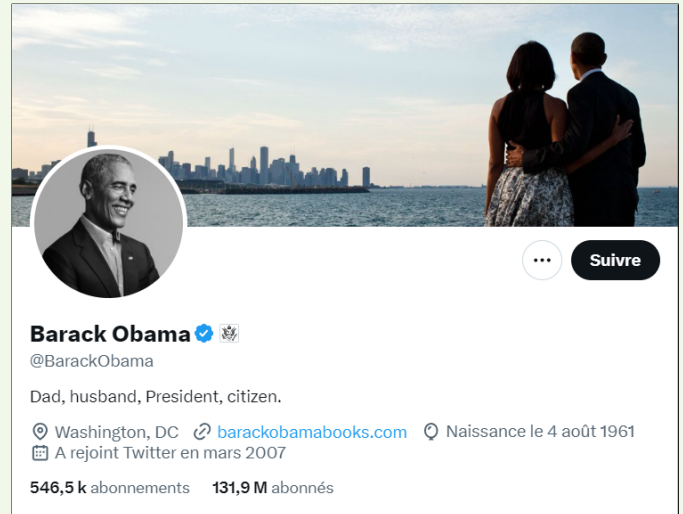 Suivre
Barack Obama
@BarackObama
Dad, husband, President, citizen.
Washington, DC barackobamabooks.com Naissance le 4 août 1961
A rejoint Twitter en mars 2007
546,5 k abonnements 131,9 M abonnés